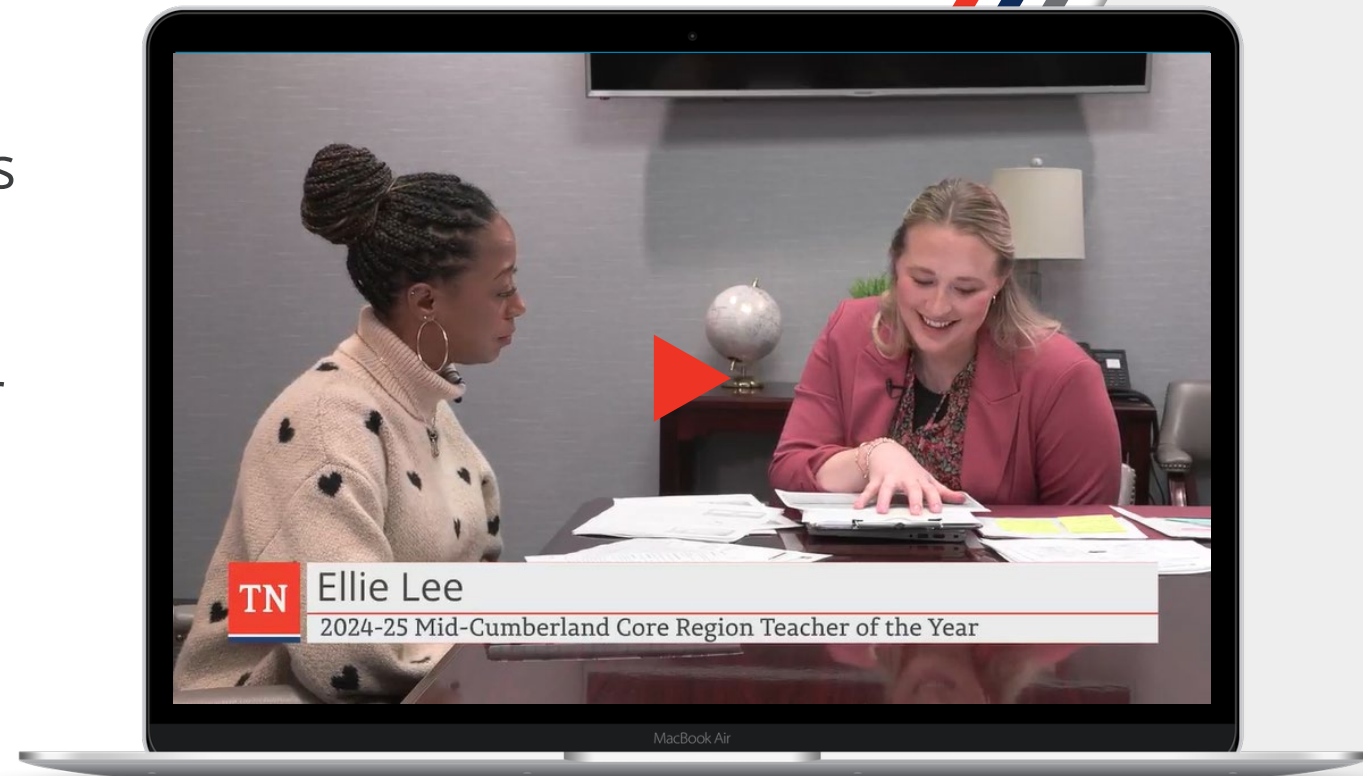 s
TN
Ellie Lee
2024-25 Mid-Cumberland Core Region Teacher of the Year
MacBook Air